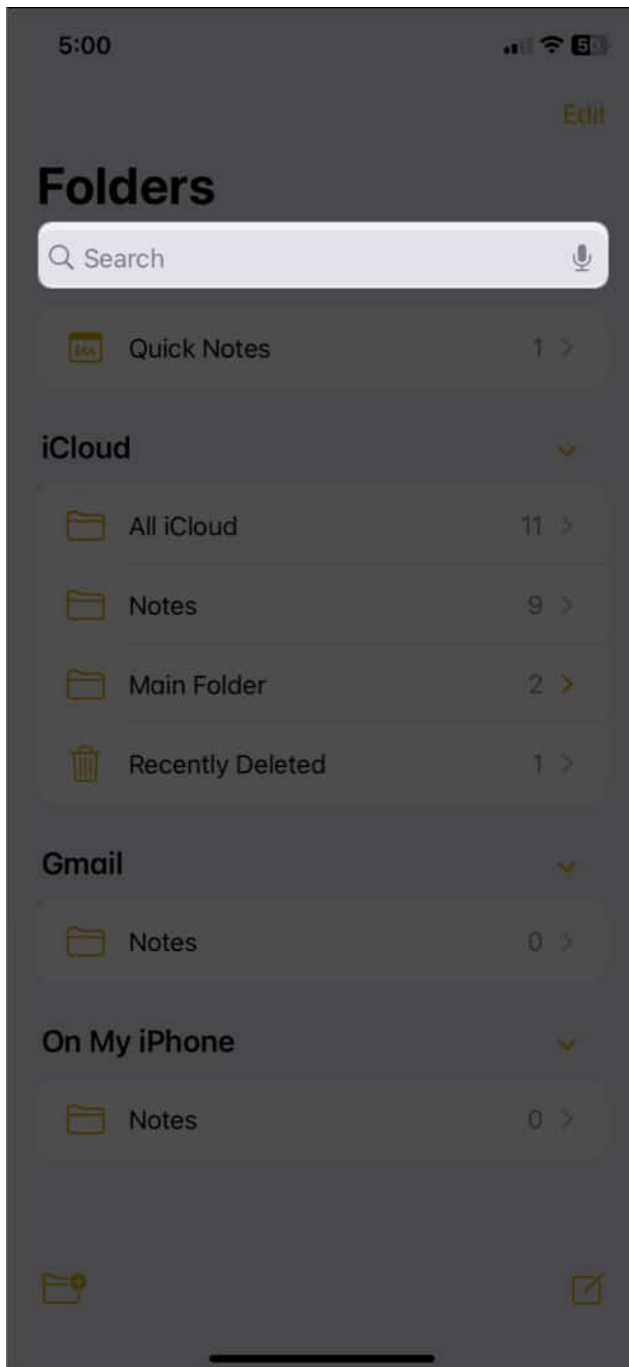 5:00 50
Edit
Folders
Search
Quick Notes 1
iCloud
All iCloud 11
Notes 9
Main Folder 2
Recently Deleted 1
Gmail
Notes 0
On My iPhone
Notes 0